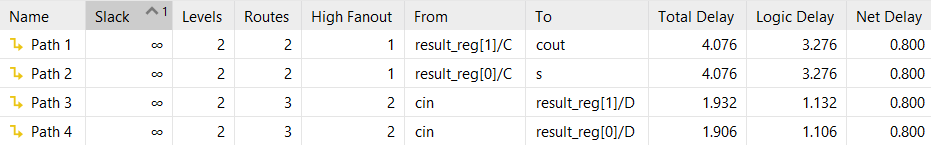 Name Slack 1 Levels Routes High Fanout From To Total Delay Logic Delay Net Delay
Path 1 ∞ 2 2 1 result_reg[1]/C cout 4.076 3.276 0.800
Path 2 ∞ 2 2 1 result_reg[0]/C s 4.076 3.276 0.800
Path 3 ∞ 2 3 2 cin result_reg[1]/D 1.932 1.132 0.800
Path 4 ∞ 2 3 2 cin result_reg[0]/D 1.906 1.106 0.800